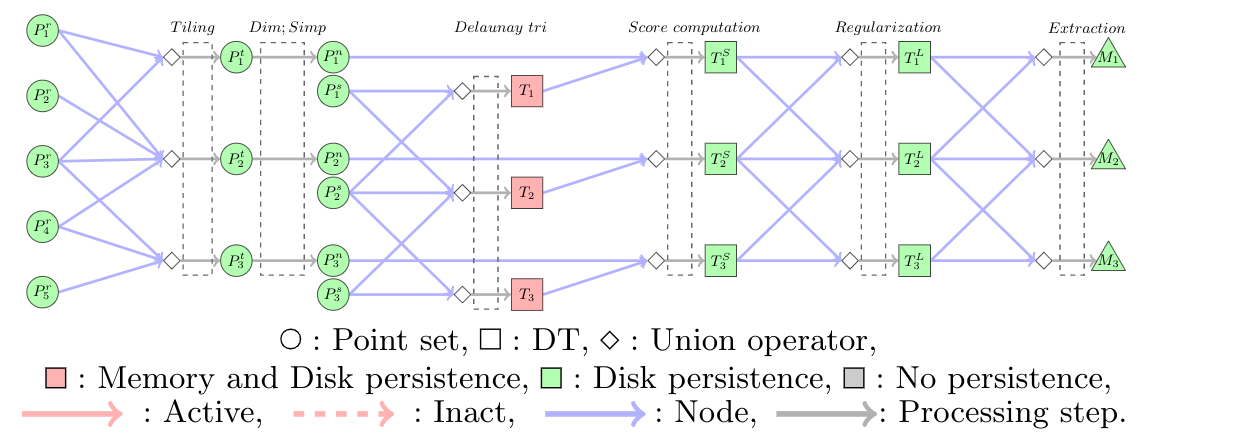 Tiling Dim; Simp Delaunay tri Score computation Regularization Extraction
P_1^r
P_1^t P_1^n T_1^S T_1^L M_1
P_2^r P_1^s T_1
P_3^r P_2^t P_2^n T_2^S T_2^L M_2
P_2^s T_2
P_4^r
P_3^t P_3^n T_3^S T_3^L M_3
P_5^r P_3^s T_3
: Point set, : DT, : Union operator,
: Memory and Disk persistence, : Disk persistence, : No persistence,
: Active, : Inact, : Node, : Processing step.